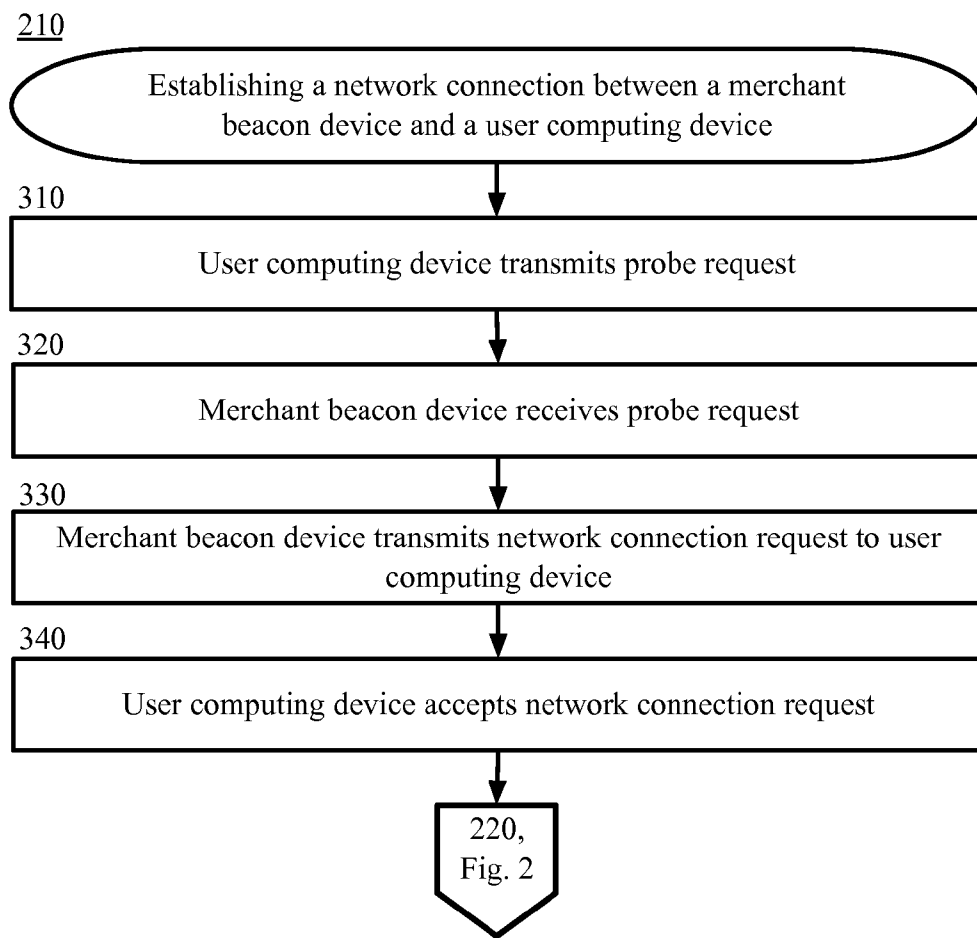 210
Establishing a network connection between a merchant
beacon device and a user computing device
310
User computing device transmits probe request
320
Merchant beacon device receives probe request
330
Merchant beacon device transmits network connection request to user
computing device
340
User computing device accepts network connection request
220,
Fig. 2